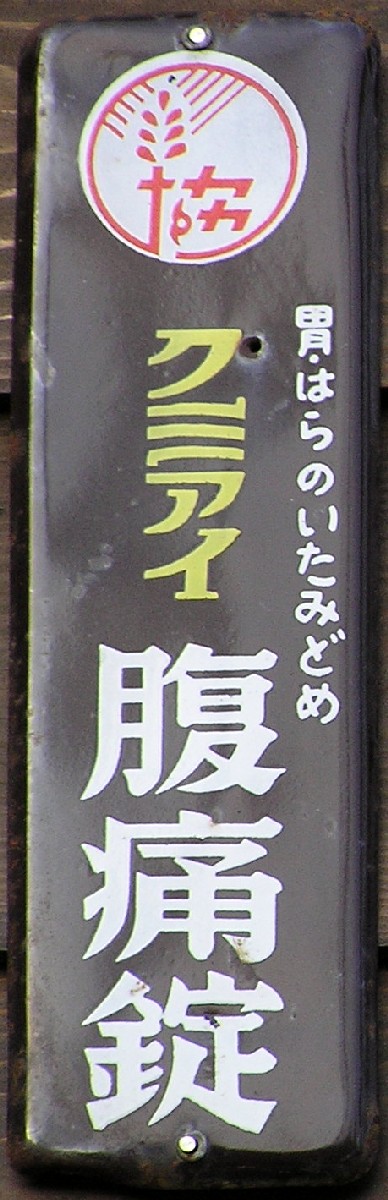 協
胃・はらのいたみどめ
クミアイ
腹痛錠